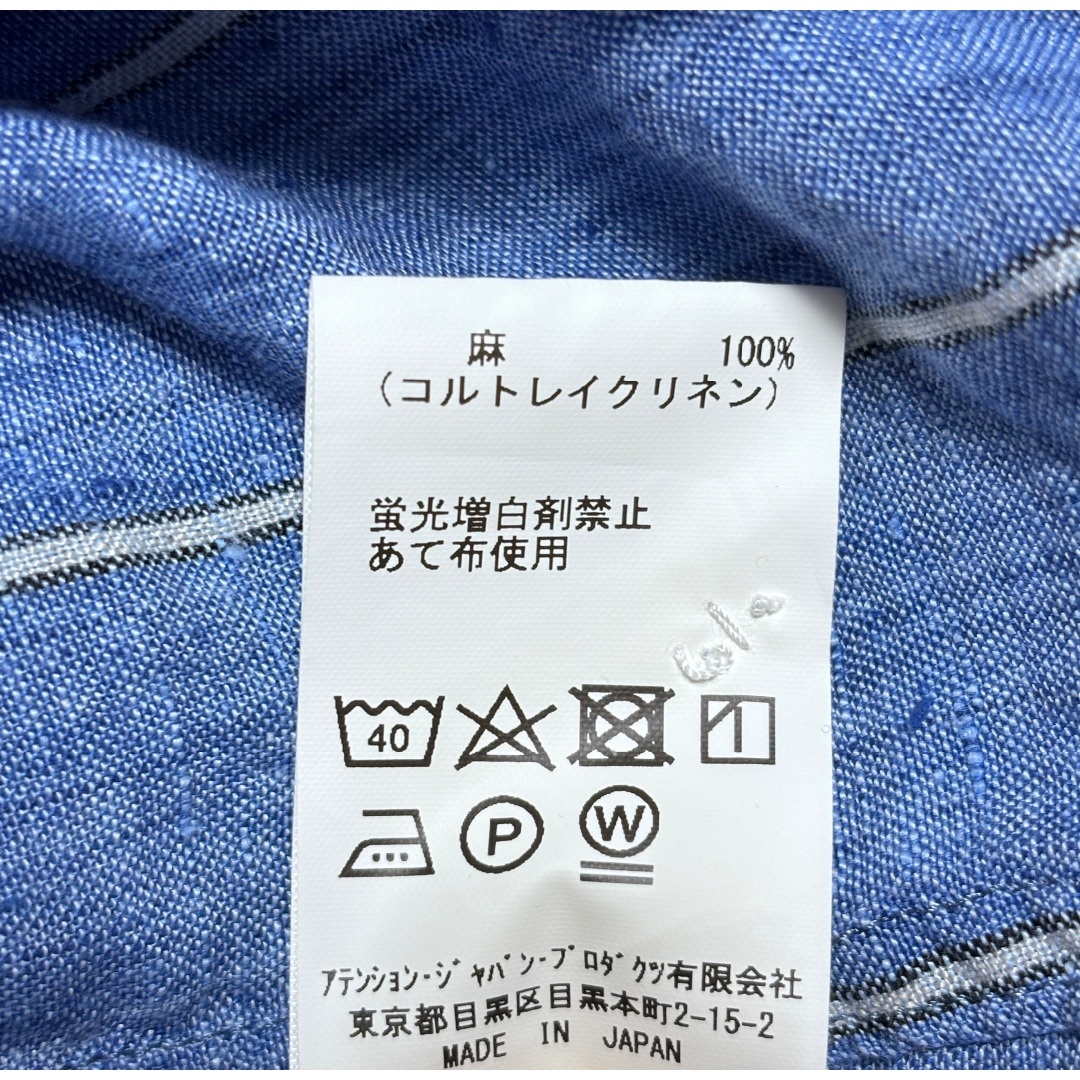 麻 100%
(コルトレイクリネン)
蛍光増白剤禁止
あて布使用
40
P W
アテンション・ジャパン・プロダクツ有限会社
東京都目黒区目黒本町2-15-2
MADE IN JAPAN